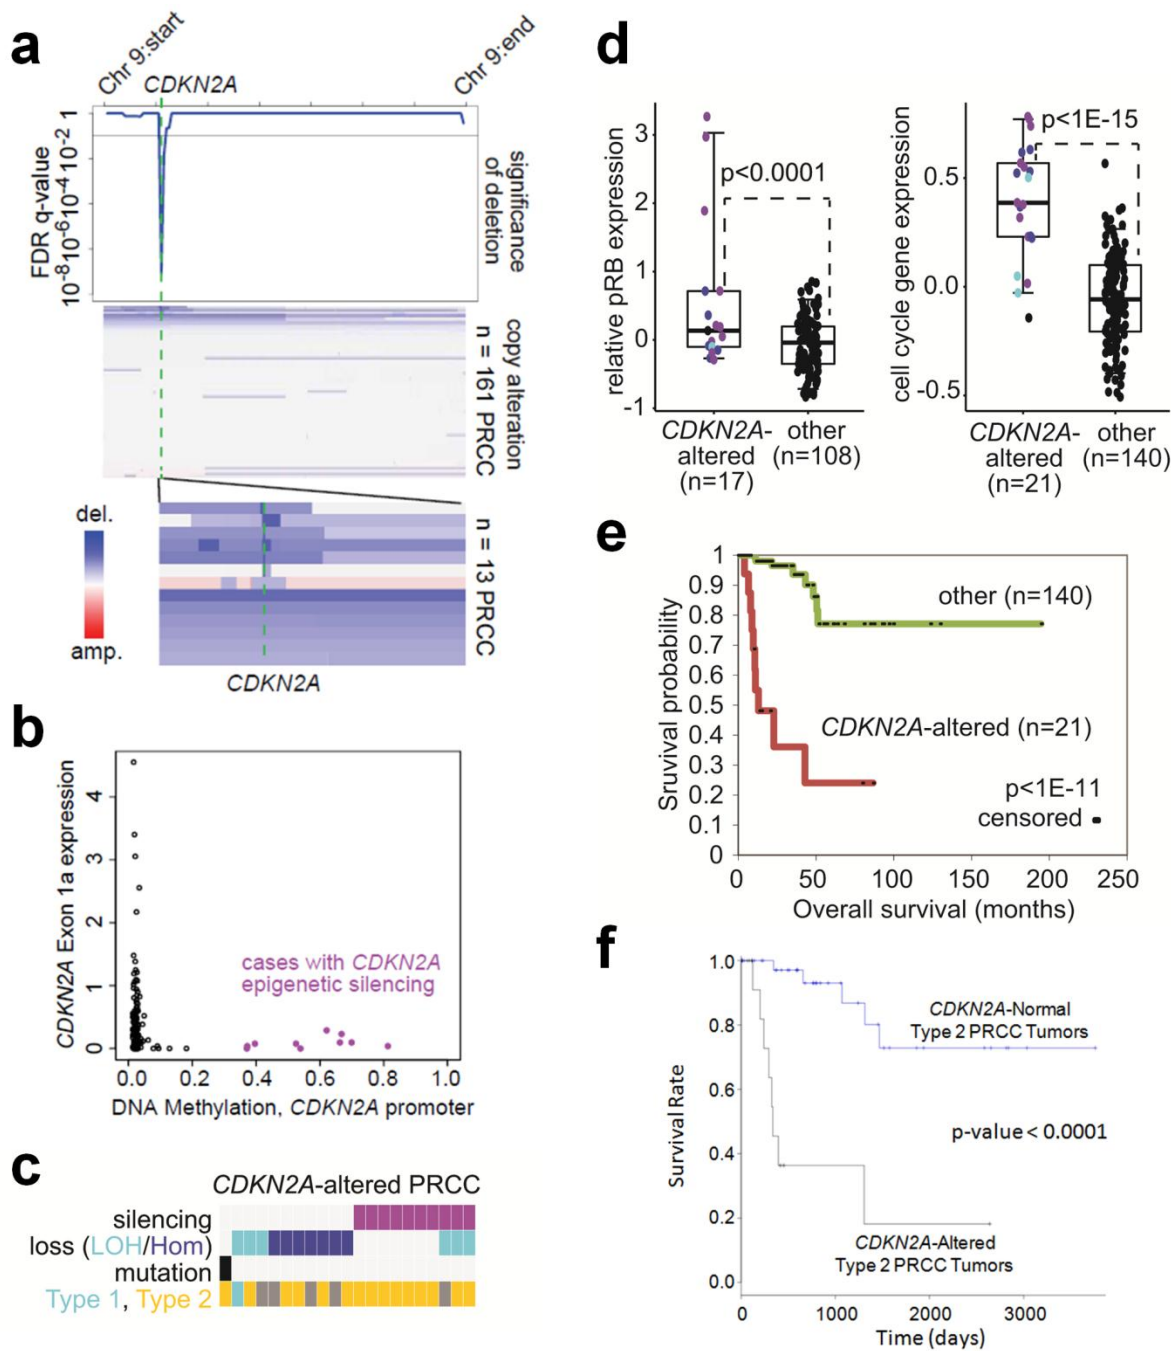 a
Chr 9:start
CDKN2A
Chr 9:end
FDR q-value
1
10-2
10-4
10-6
10-8
significance
of deletion
copy alteration
n = 161 PRCC
del.
amp.
n = 13 PRCC
CDKN2A
b
CDKN2A Exon 1a expression
4
3
2
1
0
cases with CDKN2A
epigenetic silencing
0.0 0.2 0.4 0.6 0.8 1.0
DNA Methylation, CDKN2A promoter
c
CDKN2A-altered PRCC
silencing
loss (LOH/Hom)
mutation
Type 1, Type 2
d
relative pRB expression
3
2
1
0
-1
p<0.0001
CDKN2A-
altered
(n=17)
other
(n=108)
cell cycle gene expression
0.5
0.0
-0.5
p<1E-15
CDKN2A-
altered
(n=21)
other
(n=140)
e
Sruvival probability
1
0.9
0.8
0.7
0.6
0.5
0.4
0.3
0.2
0.1
0
other (n=140)
CDKN2A-altered (n=21)
p<1E-11
censored
0 50 100 150 200 250
Overall survival (months)
f
Survival Rate
1.0
0.8
0.6
0.4
0.2
0.0
CDKN2A-Normal
Type 2 PRCC Tumors
p-value < 0.0001
CDKN2A-Altered
Type 2 PRCC Tumors
0 1000 2000 3000
Time (days)